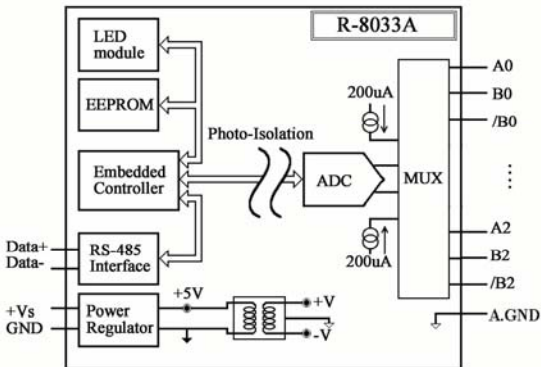 R-8033A
LED
module
EEPROM
Embedded
Controller
RS-485
Interface
Power
Regulator
Data+
Data-
+Vs
GND
+5V
+V
-V
Photo-Isolation
ADC
200uA
200uA
MUX
A0
B0
/B0
A2
B2
/B2
A.GND